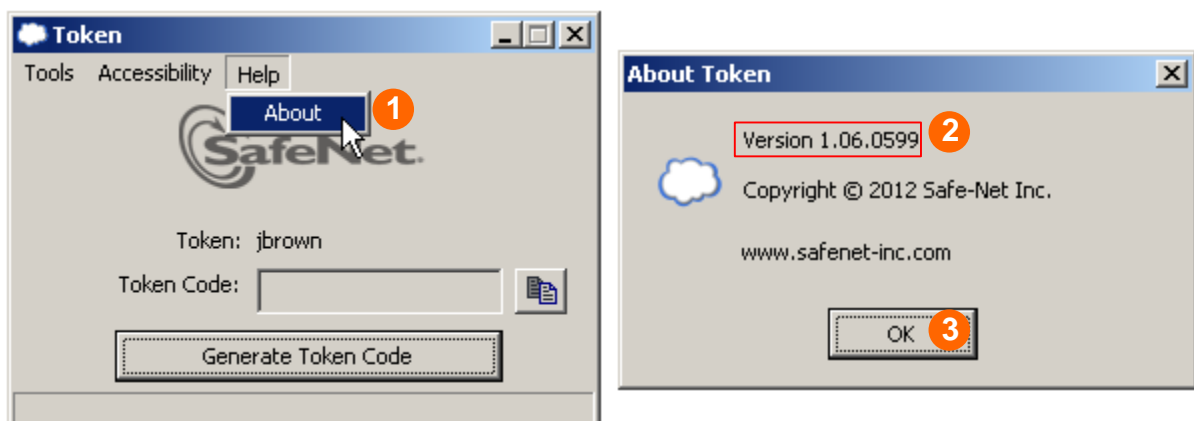 Token
Tools Accessibility Help
About 1
SafeNet.
Token: jbrown
Token Code:
Generate Token Code
About Token
Version 1.06.0599 2
Copyright © 2012 Safe-Net Inc.
www.safenet-inc.com
OK 3